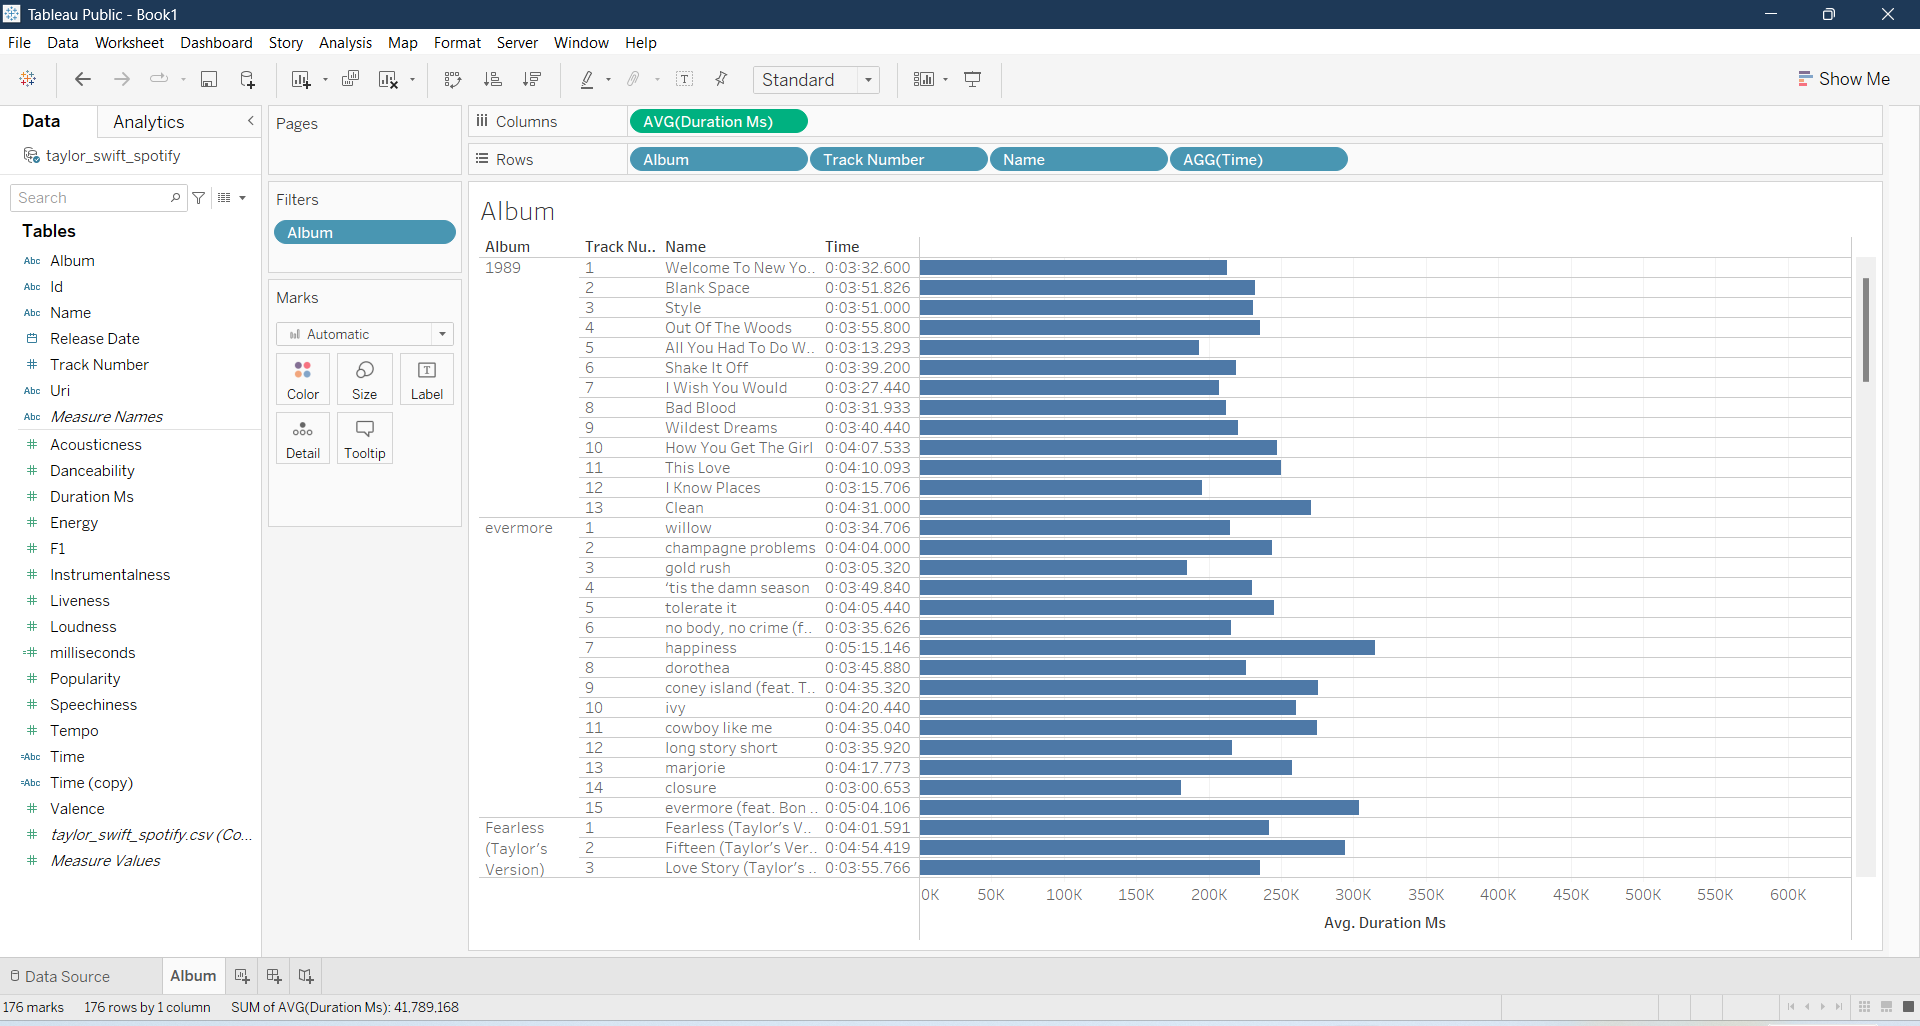 Tableau Public - Book1
File Data Worksheet Dashboard Story Analysis Map Format Server Window Help
Standard
Show Me
Data Analytics
taylor_swift_spotify
Search
Tables
Abc Album
Abc Id
Abc Name
Release Date
# Track Number
Abc Uri
Abc Measure Names
# Acousticness
# Danceability
# Duration Ms
# Energy
# F1
# Instrumentalness
# Liveness
# Loudness
=# milliseconds
# Popularity
# Speechiness
# Tempo
=Abc Time
=Abc Time (copy)
# Valence
# taylor_swift_spotify.csv (Co...
# Measure Values
Pages
Filters
Album
Marks
Automatic
Color Size Label
Detail Tooltip
Columns AVG(Duration Ms)
Rows Album Track Number Name AGG(Time)
Album
Album Track Nu.. Name Time
1989 1 Welcome To New Yo.. 0:03:32.600
2 Blank Space 0:03:51.826
3 Style 0:03:51.000
4 Out Of The Woods 0:03:55.800
5 All You Had To Do W.. 0:03:13.293
6 Shake It Off 0:03:39.200
7 I Wish You Would 0:03:27.440
8 Bad Blood 0:03:31.933
9 Wildest Dreams 0:03:40.440
10 How You Get The Girl 0:04:07.533
11 This Love 0:04:10.093
12 I Know Places 0:03:15.706
13 Clean 0:04:31.000
evermore 1 willow 0:03:34.706
2 champagne problems 0:04:04.000
3 gold rush 0:03:05.320
4 ‘tis the damn season 0:03:49.840
5 tolerate it 0:04:05.440
6 no body, no crime (f.. 0:03:35.626
7 happiness 0:05:15.146
8 dorothea 0:03:45.880
9 coney island (feat. T.. 0:04:35.320
10 ivy 0:04:20.440
11 cowboy like me 0:04:35.040
12 long story short 0:03:35.920
13 marjorie 0:04:17.773
14 closure 0:03:00.653
15 evermore (feat. Bon .. 0:05:04.106
Fearless 1 Fearless (Taylor’s V.. 0:04:01.591
(Taylor’s 2 Fifteen (Taylor’s Ver.. 0:04:54.419
Version) 3 Love Story (Taylor’s .. 0:03:55.766
0K 50K 100K 150K 200K 250K 300K 350K 400K 450K 500K 550K 600K
Avg. Duration Ms
Data Source Album
176 marks 176 rows by 1 column SUM of AVG(Duration Ms): 41,789,168